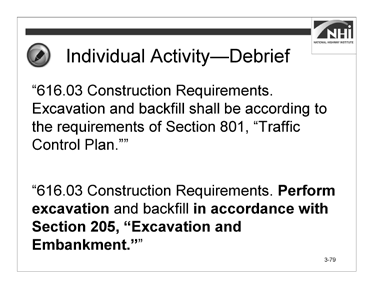 NHI
NATIONAL HIGHWAY INSTITUTE
Individual Activity—Debrief
“616.03 Construction Requirements.
Excavation and backfill shall be according to
the requirements of Section 801, “Traffic
Control Plan.””
“616.03 Construction Requirements. Perform
excavation and backfill in accordance with
Section 205, “Excavation and
Embankment.””
3-79